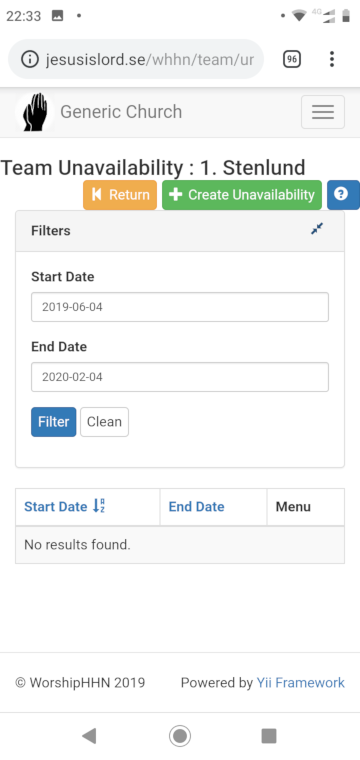 22:33
4G
jesusislord.se/whhn/team/ur
96
Generic Church
Team Unavailability : 1. Stenlund
Return
Create Unavailability
?
Filters
Start Date
2019-06-04
End Date
2020-02-04
Filter Clean
Start Date End Date Menu
No results found.
© WorshipHHN 2019 Powered by Yii Framework